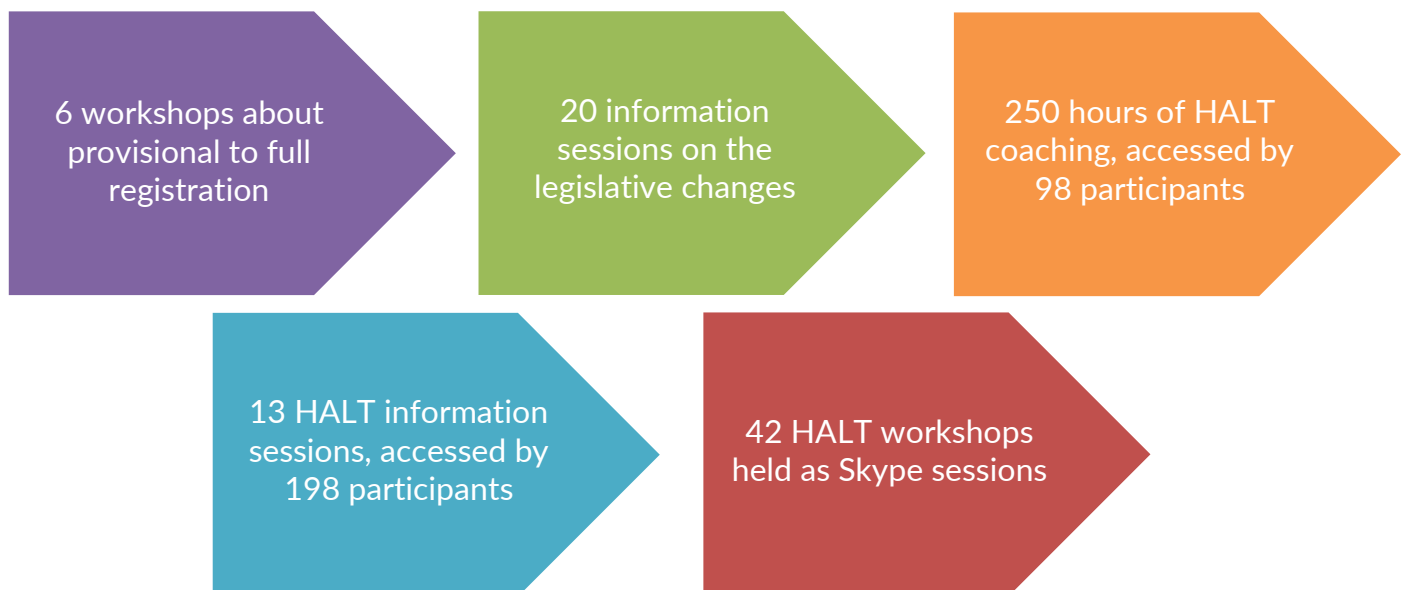 6 workshops about
provisional to full
registration
20 information
sessions on the
legislative changes
250 hours of HALT
coaching, accessed by
98 participants
13 HALT information
sessions, accessed by
198 participants
42 HALT workshops
held as Skype sessions